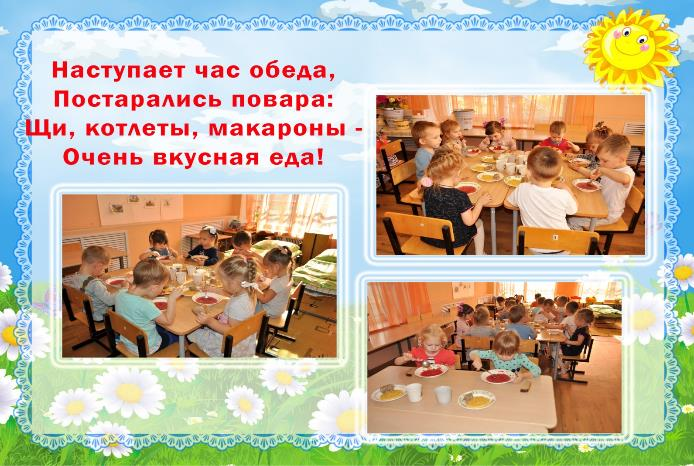 Наступает час обеда,
Постарались повара:
Щи, котлеты, макароны -
Очень вкусная еда!